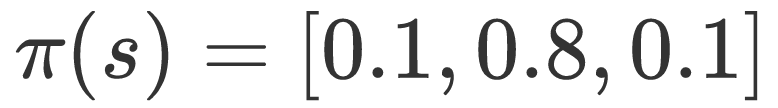 π(s) = [0.1, 0.8, 0.1]